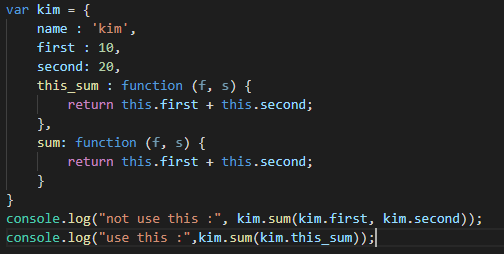 var kim = {
    name : 'kim',
    first : 10,
    second: 20,
    this_sum : function (f, s) {
        return this.first + this.second;
    },
    sum: function (f, s) {
        return this.first + this.second;
    }
}
console.log("not use this :", kim.sum(kim.first, kim.second));
console.log("use this :",kim.sum(kim.this_sum));